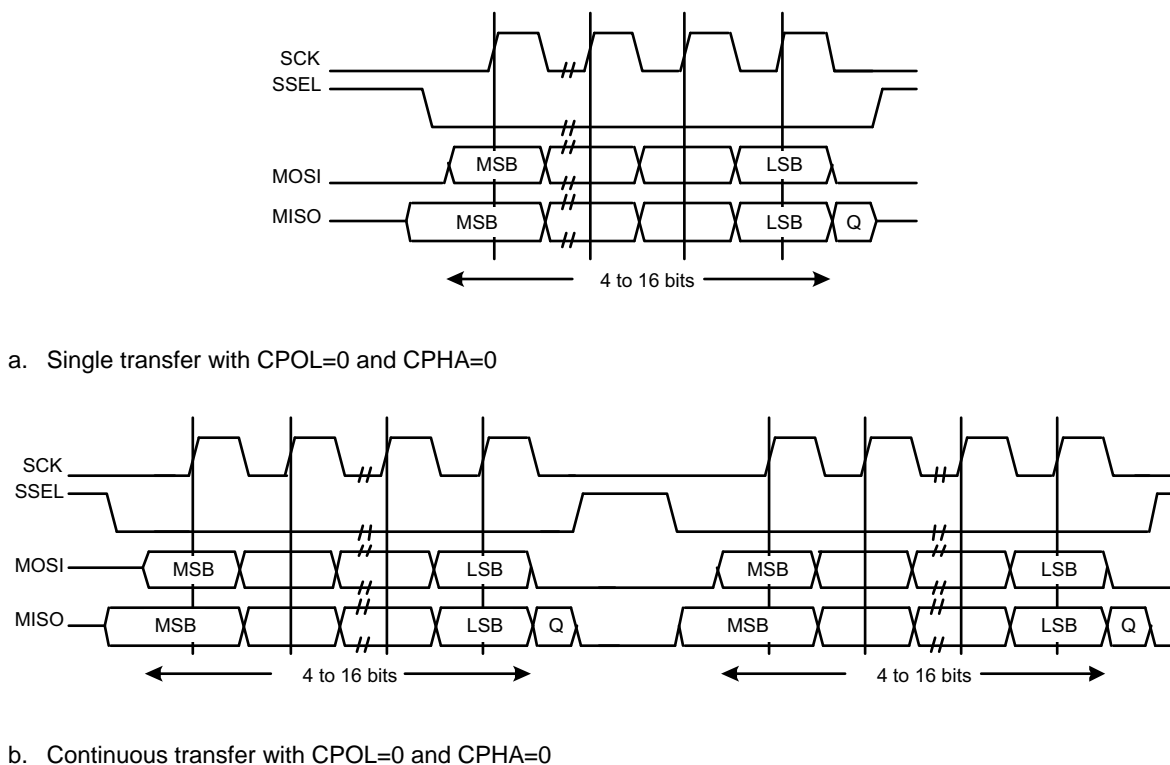 SCK
SSEL
MOSI
MSB
LSB
MISO
MSB
LSB
Q
4 to 16 bits
a. Single transfer with CPOL=0 and CPHA=0
SCK
SSEL
MOSI
MSB
LSB
MSB
LSB
MISO
MSB
LSB
Q
MSB
LSB
Q
4 to 16 bits
4 to 16 bits
b. Continuous transfer with CPOL=0 and CPHA=0